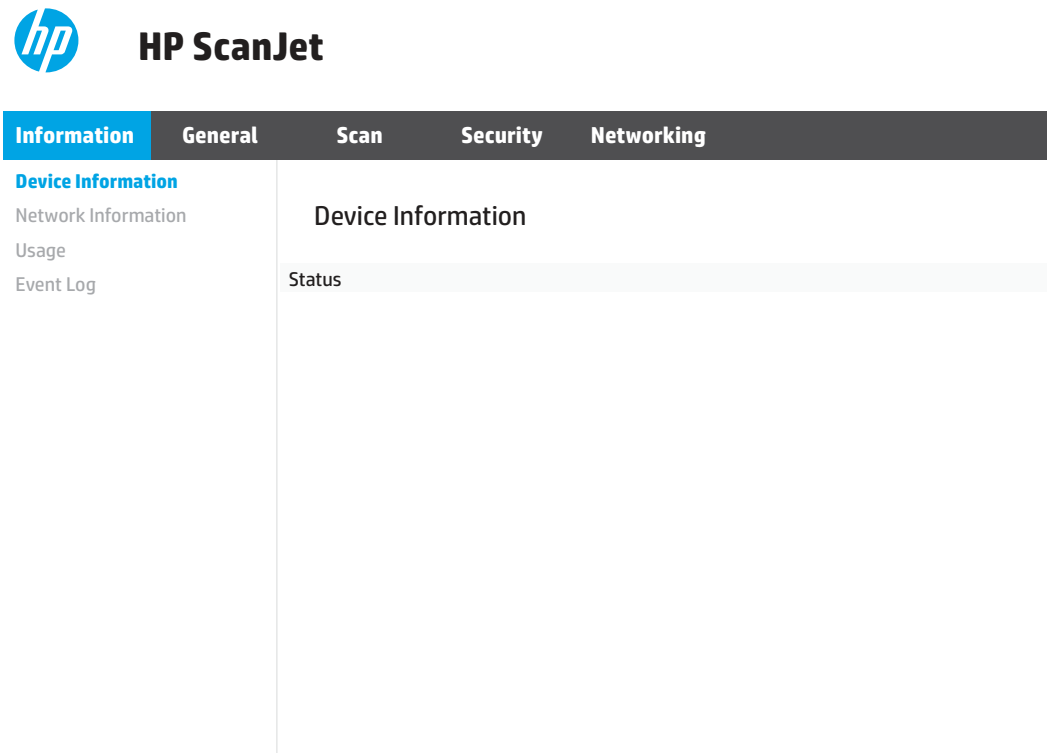 hp
HP ScanJet
Information General Scan Security Networking
Device Information
Network Information
Usage
Event Log
Device Information
Status